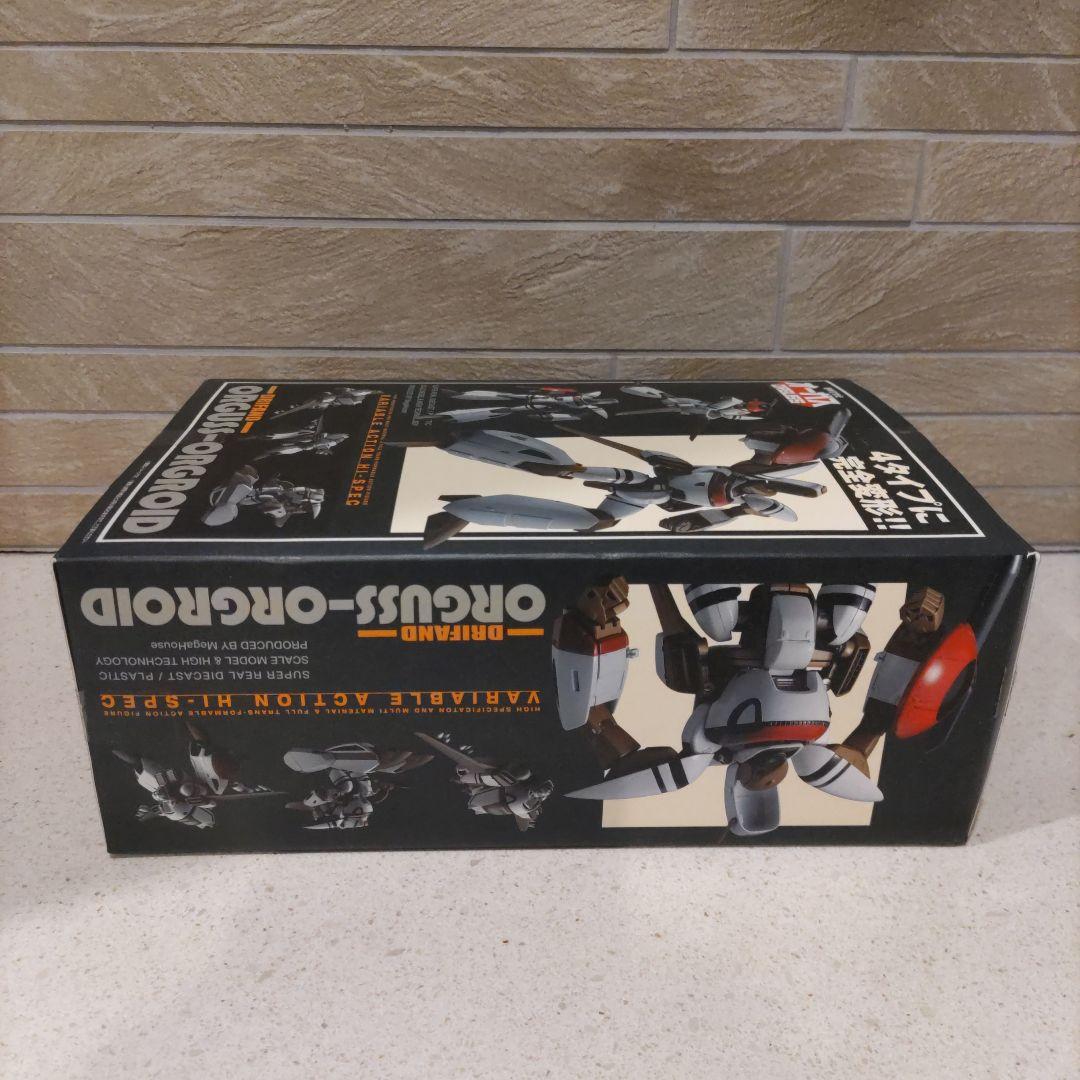 4タイプに
完全変形!!
VARIABLE ACTION HI-SPEC
DRIFAND
ORGUSS-ORGROID
DRIFAND
ORGUSS-ORGROID
SUPER REAL DIECAST / PLASTIC
SCALE MODEL & HIGH TECHNOLOGY
PRODUCED BY MegaHouse
VARIABLE ACTION HI-SPEC
HIGH SPECIFICATON AND MULTI MATERIAL & FULL TRANS-FORMABLE ACTION FIGURE